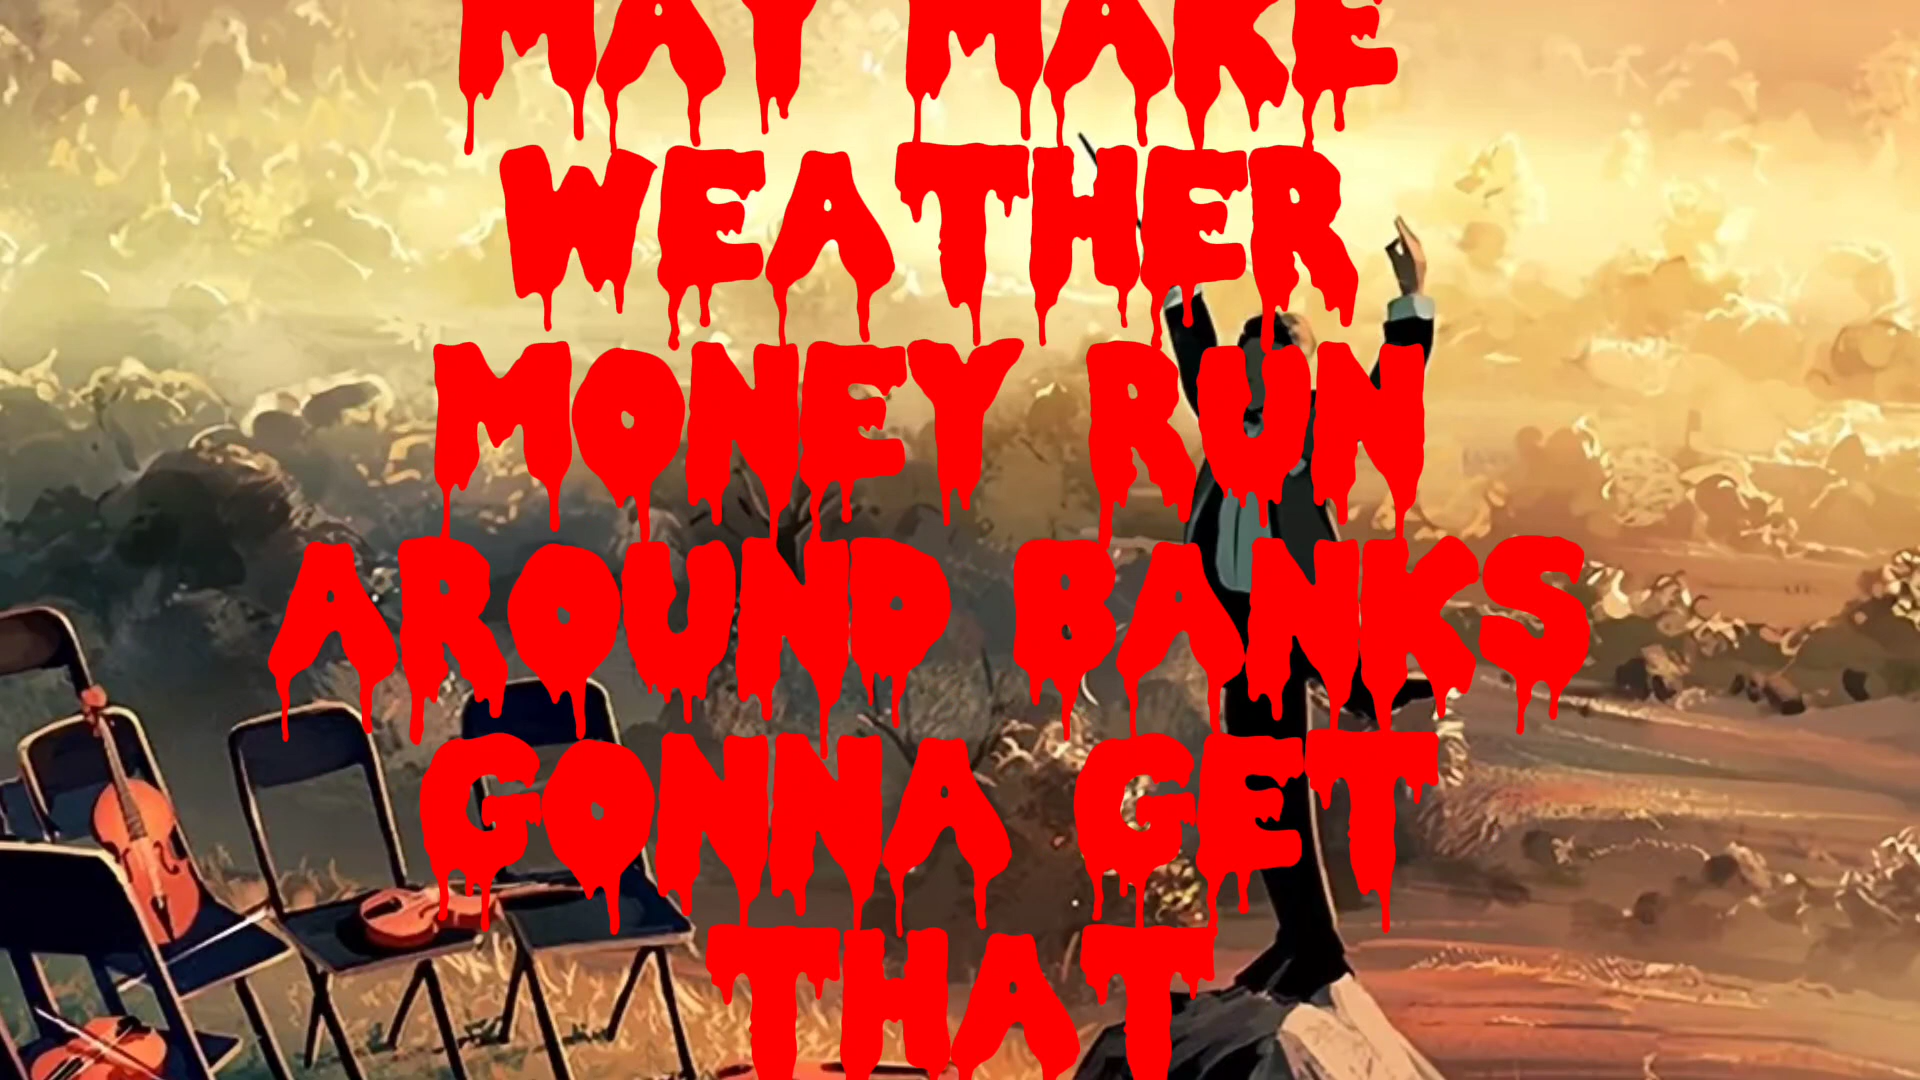 MAY MAKE
WEATHER
MONEY RUN
AROUND BANKS
GONNA GET
THAT